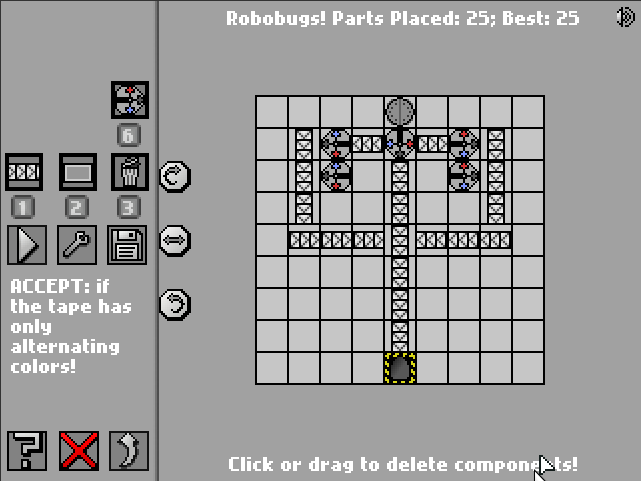 Robobugs! Parts Placed: 25; Best: 25
6
1 2 3
ACCEPT: if
the tape has
only
alternating
colors!
Click or drag to delete components!